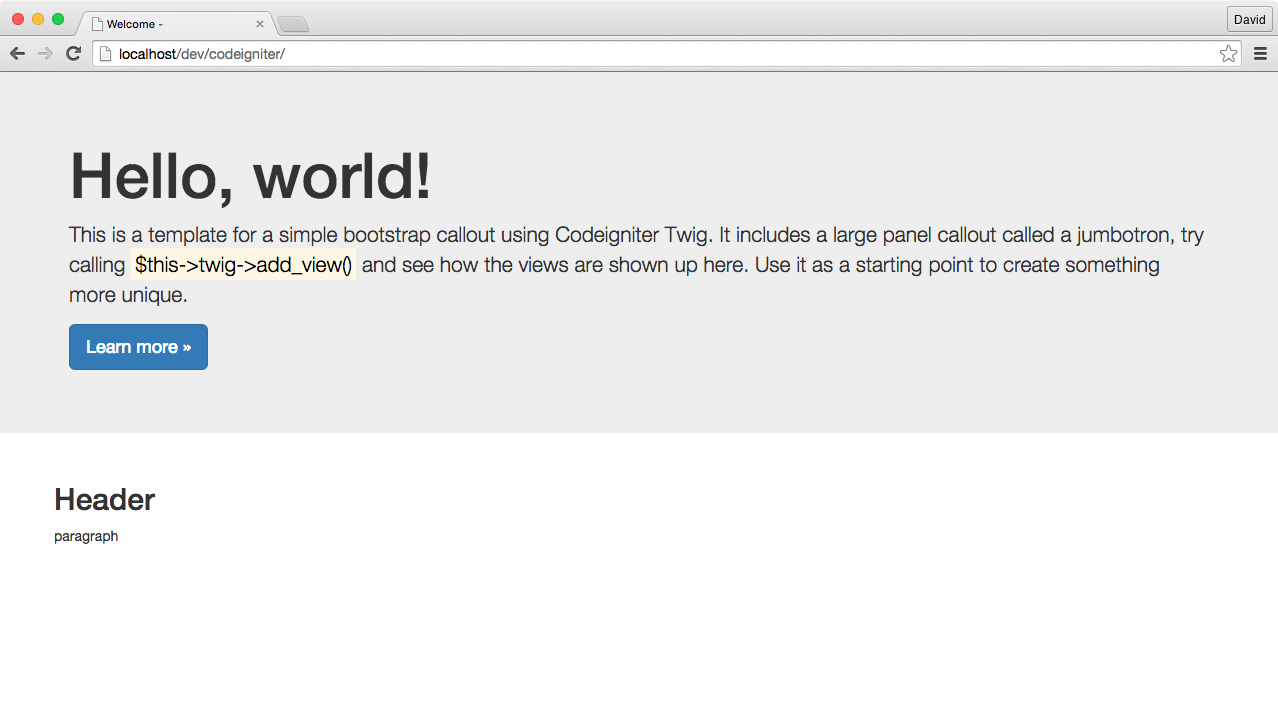 Welcome -
David
localhost/dev/codeigniter/
Hello, world!
This is a template for a simple bootstrap callout using Codeigniter Twig. It includes a large panel callout called a jumbotron, try
calling $this->twig->add_view() and see how the views are shown up here. Use it as a starting point to create something
more unique.
Learn more »
Header
paragraph